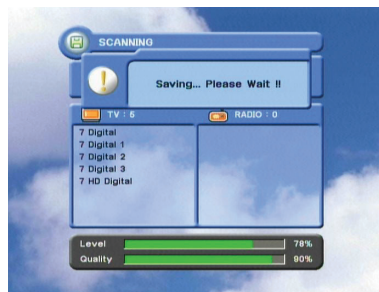 SCANNING
Saving... Please Wait !!
TV : 5
RADIO : 0
7 Digital
7 Digital 1
7 Digital 2
7 Digital 3
7 HD Digital
Level 78%
Quality 90%